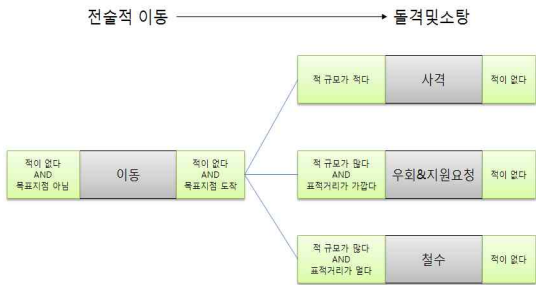 전술적 이동
돌격및소탕
적 규모가 적다
사격
적이 없다
적이 없다
AND
목표지점 아님
이동
적이 없다
AND
목표지점 도착
적 규모가 많다
AND
표적거리가 가깝다
우회&지원요청
적이 없다
적 규모가 많다
AND
표적거리가 멀다
철수
적이 없다